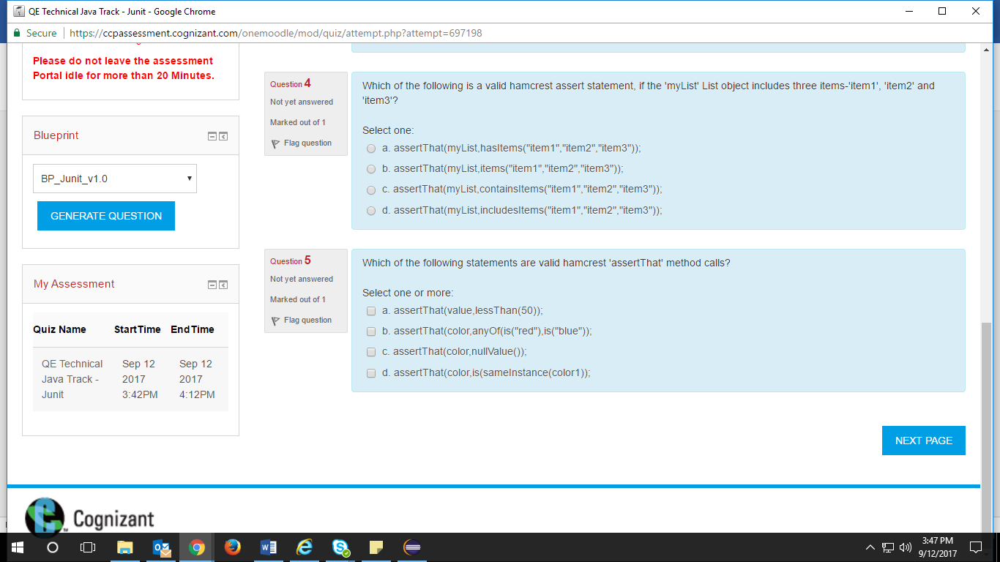 QE Technical Java Track - Junit - Google Chrome
Secure
https://ccpassessment.cognizant.com/onemoodle/mod/quiz/attempt.php?attempt=697198
Please do not leave the assessment
Portal idle for more than 20 Minutes.
Blueprint
BP_Junit_v1.0
GENERATE QUESTION
My Assessment
Quiz Name StartTime EndTime
QE Technical Sep 12 Sep 12
Java Track - 2017 2017
Junit 3:42PM 4:12PM
Question 4
Not yet answered
Marked out of 1
Flag question
Which of the following is a valid hamcrest assert statement, if the 'myList' List object includes three items-'item1', 'item2' and
'item3'?
Select one:
a. assertThat(myList,hasItems("item1","item2","item3"));
b. assertThat(myList,items("item1","item2","item3"));
c. assertThat(myList,containsItems("item1","item2","item3"));
d. assertThat(myList,includesItems("item1","item2","item3"));
Question 5
Not yet answered
Marked out of 1
Flag question
Which of the following statements are valid hamcrest 'assertThat' method calls?
Select one or more:
a. assertThat(value,lessThan(50));
b. assertThat(color,anyOf(is("red"),is("blue"));
c. assertThat(color,nullValue());
d. assertThat(color,is(sameInstance(color1));
NEXT PAGE
Cognizant
3:47 PM
9/12/2017